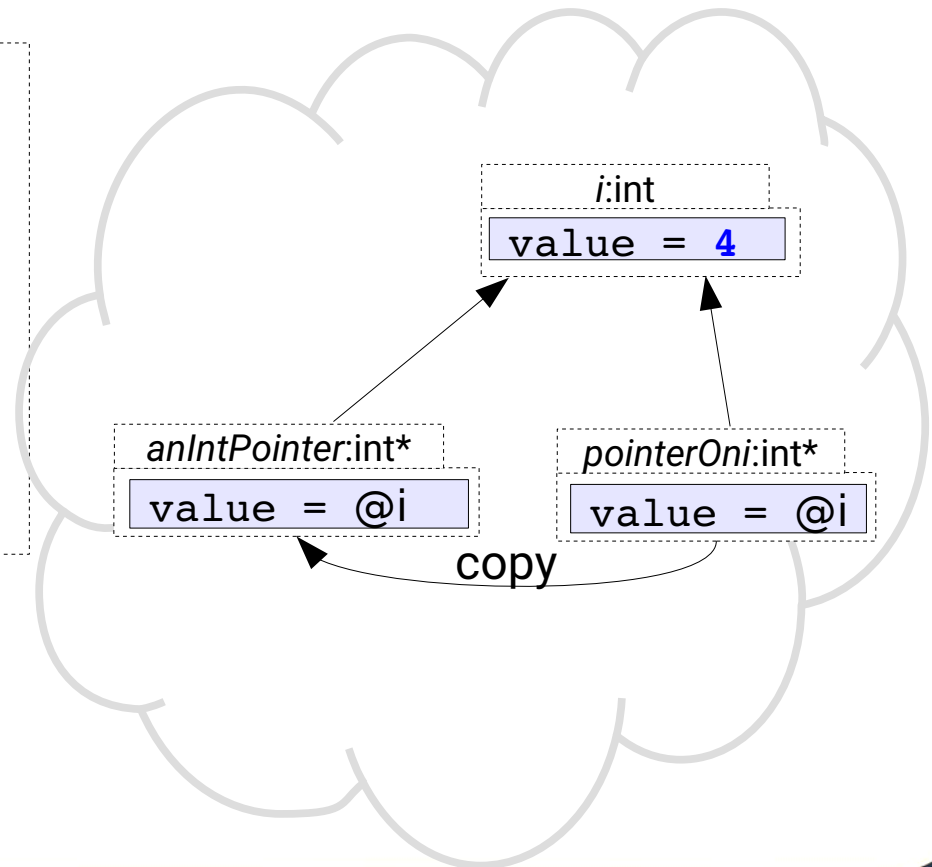 i:int
value = 4
anIntPointer:int*
value = @i
pointerOni:int*
value = @i
copy